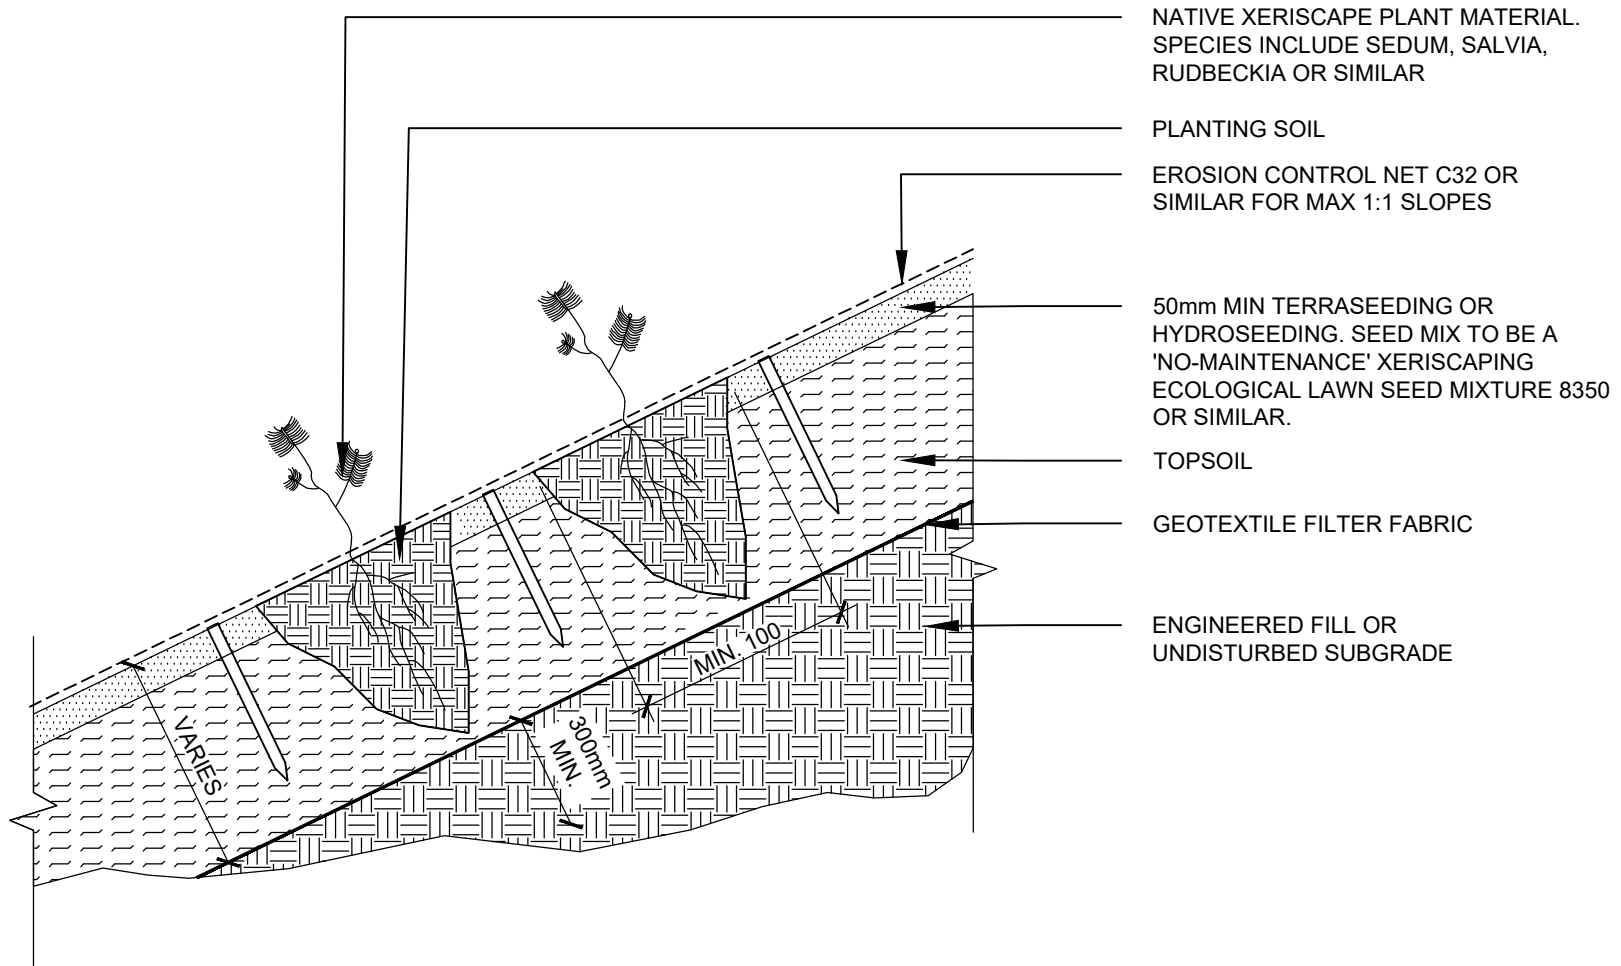 NATIVE XERISCAPE PLANT MATERIAL.
SPECIES INCLUDE SEDUM, SALVIA,
RUDBECKIA OR SIMILAR
PLANTING SOIL
EROSION CONTROL NET C32 OR
SIMILAR FOR MAX 1:1 SLOPES
50mm MIN TERRASEEDING OR
HYDROSEEDING. SEED MIX TO BE A
'NO-MAINTENANCE' XERISCAPING
ECOLOGICAL LAWN SEED MIXTURE 8350
OR SIMILAR.
TOPSOIL
GEOTEXTILE FILTER FABRIC
ENGINEERED FILL OR
UNDISTURBED SUBGRADE
MIN. 100
VARIES
300mm
MIN.